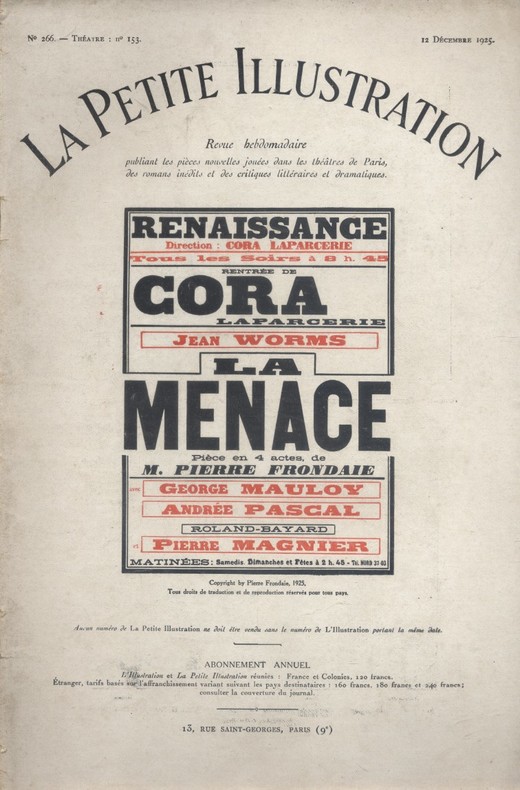 Nº 266. — Théatre : nº 153.
12 Décembre 1925.
La Petite Illustration
Revue hebdomadaire
publiant les pièces nouvelles jouées dans les théâtres de Paris,
des romans inédits et des critiques littéraires et dramatiques.
RENAISSANCE
Direction : CORA LAPARCERIE
Tous les Soirs à 8 h. 45
RENTRÉE DE
CORA
LAPARCERIE
JEAN WORMS
LA
MENACE
Pièce en 4 actes, de
M. PIERRE FRONDAIE
avec GEORGE MAULOY
ANDRÉE PASCAL
ROLAND-BAYARD
et PIERRE MAGNIER
MATINÉES: Samedis Dimanches et Fêtes à 2 h. 45 - Tél. NORD
Copyright by Pierre Frondaie, 1925.
Tous droits de traduction et de reproduction réservés pour tous pays.
Aucun numéro de La Petite Illustration ne doit être vendu sans le numéro de L'Illustration portant la même date.
ABONNEMENT ANNUEL
L'Illustration et La Petite Illustration réunies : France et Colonies, 120 francs.
Étranger, tarifs basés sur l'affranchissement variant suivant les pays destinataires : 160 francs, 180 francs et 240 francs;
consulter la couverture du journal.
13, RUE SAINT-GEORGES, PARIS (9e)